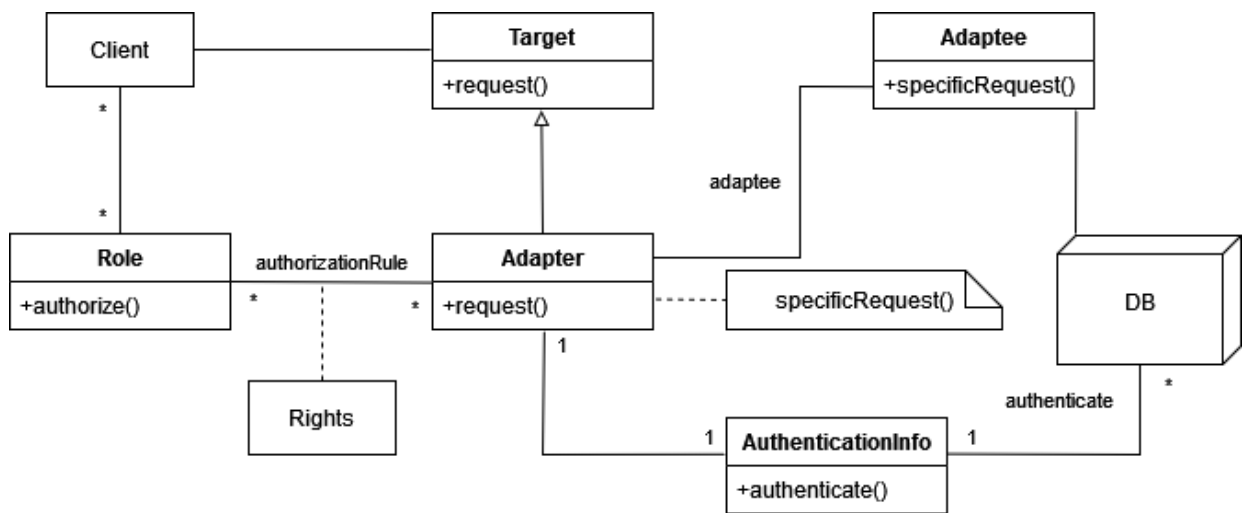 Client
Target
+request()
Adaptee
+specificRequest()
*
adaptee
*
Role
+authorize()
authorizationRule
*
*
Adapter
+request()
specificRequest()
DB
1
*
Rights
authenticate
1
AuthenticationInfo
+authenticate()
1